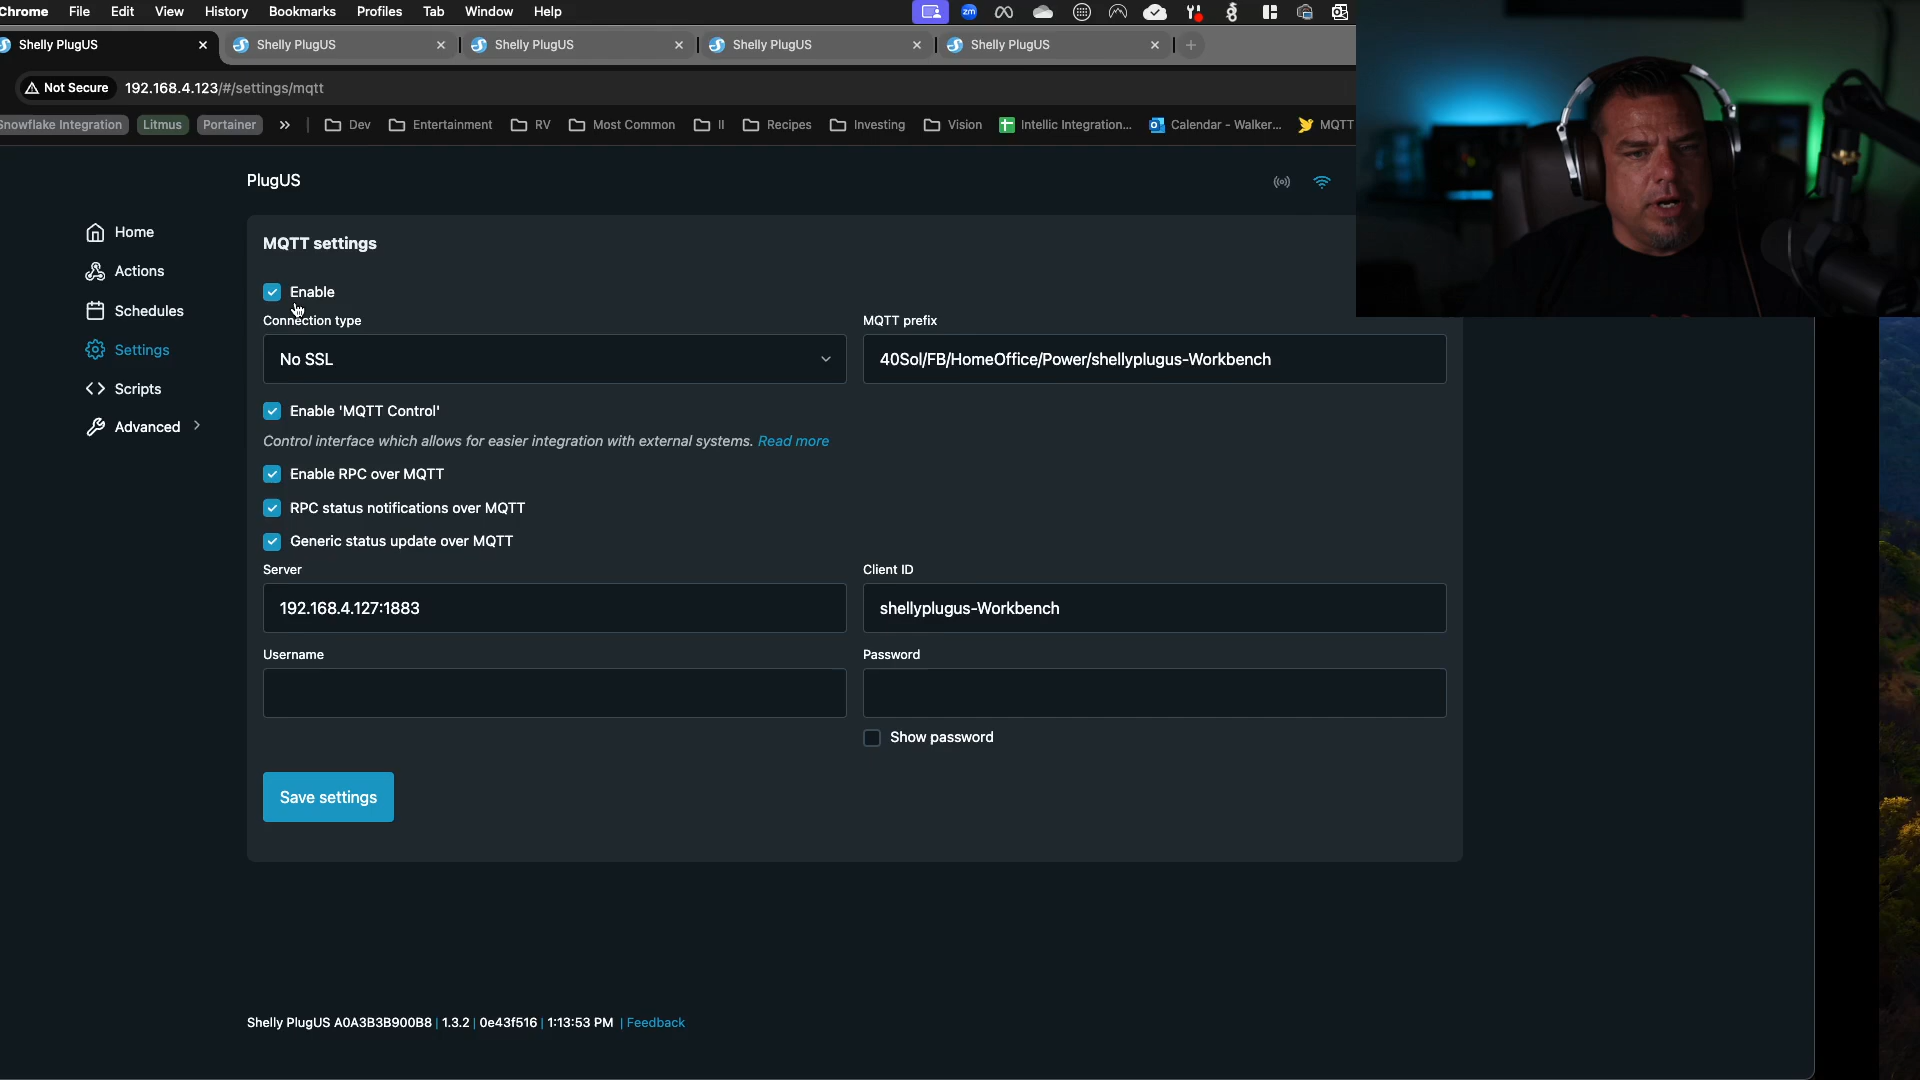 Chrome File Edit View History Bookmarks Profiles Tab Window Help
zm
Shelly PlugUS Shelly PlugUS Shelly PlugUS Shelly PlugUS Shelly PlugUS
Not Secure 192.168.4.123/#/settings/mqtt
Snowflake Integration Litmus Portainer Dev Entertainment RV Most Common II Recipes Investing Vision Intellic Integration... Calendar - Walker... MQTT
PlugUS
Home
Actions
Schedules
Settings
Scripts
Advanced
MQTT settings
Enable
Connection type MQTT prefix
No SSL 40Sol/FB/HomeOffice/Power/shellyplugus-Workbench
Enable 'MQTT Control'
Control interface which allows for easier integration with external systems. Read more
Enable RPC over MQTT
RPC status notifications over MQTT
Generic status update over MQTT
Server Client ID
192.168.4.127:1883 shellyplugus-Workbench
Username Password
Show password
Save settings
Shelly PlugUS A0A3B3B900B8 | 1.3.2 | 0e43f516 | 1:13:53 PM | Feedback